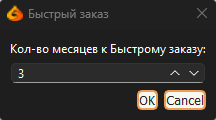 Быстрый заказ
Кол-во месяцев к Быстрому заказу:
3
OK Cancel